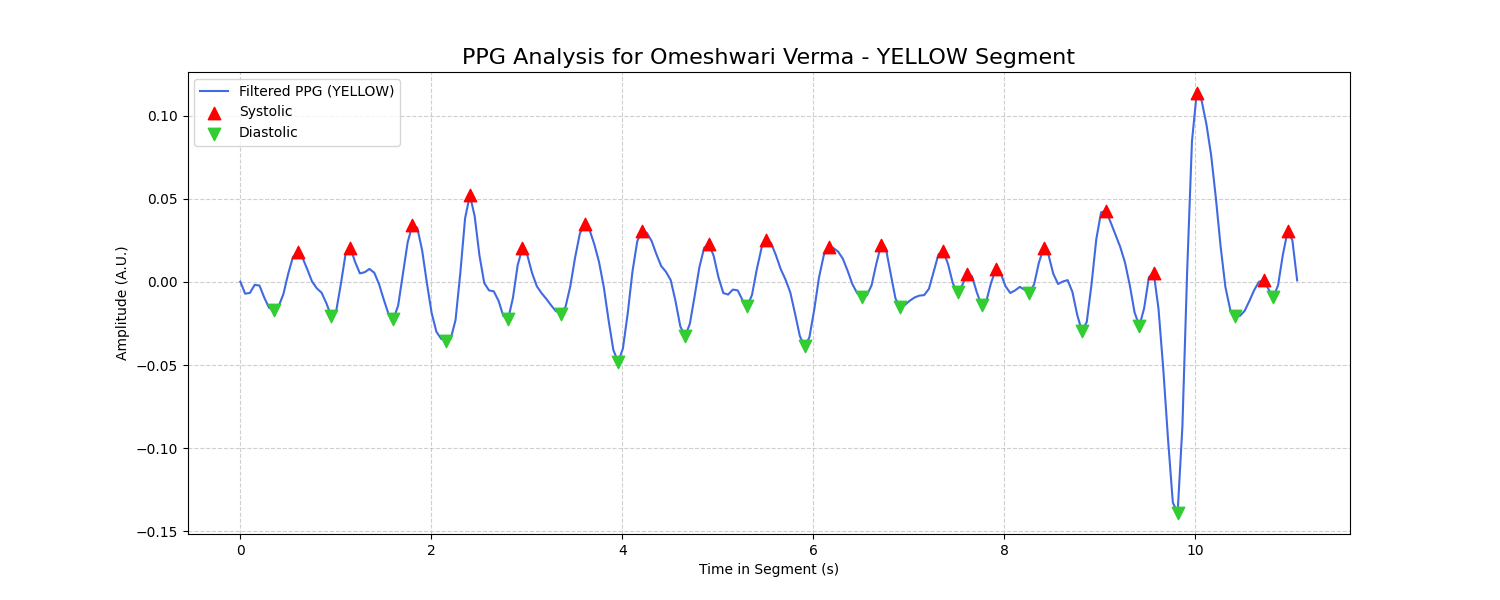 PPG Analysis for Omeshwari Verma - YELLOW Segment
Filtered PPG (YELLOW)
Systolic
Diastolic
Amplitude (A.U.)
0.10
0.05
0.00
−0.05
−0.10
−0.15
0 2 4 6 8 10
Time in Segment (s)